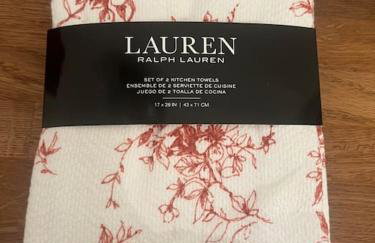 LAUREN
RALPH LAUREN
SET OF 2 KITCHEN TOWELS
ENSEMBLE DE 2 SERVIETTE DE CUISINE
JUEGO DE 2 TOALLA DE COCINA
17 x 28 IN | 43 x 71 CM